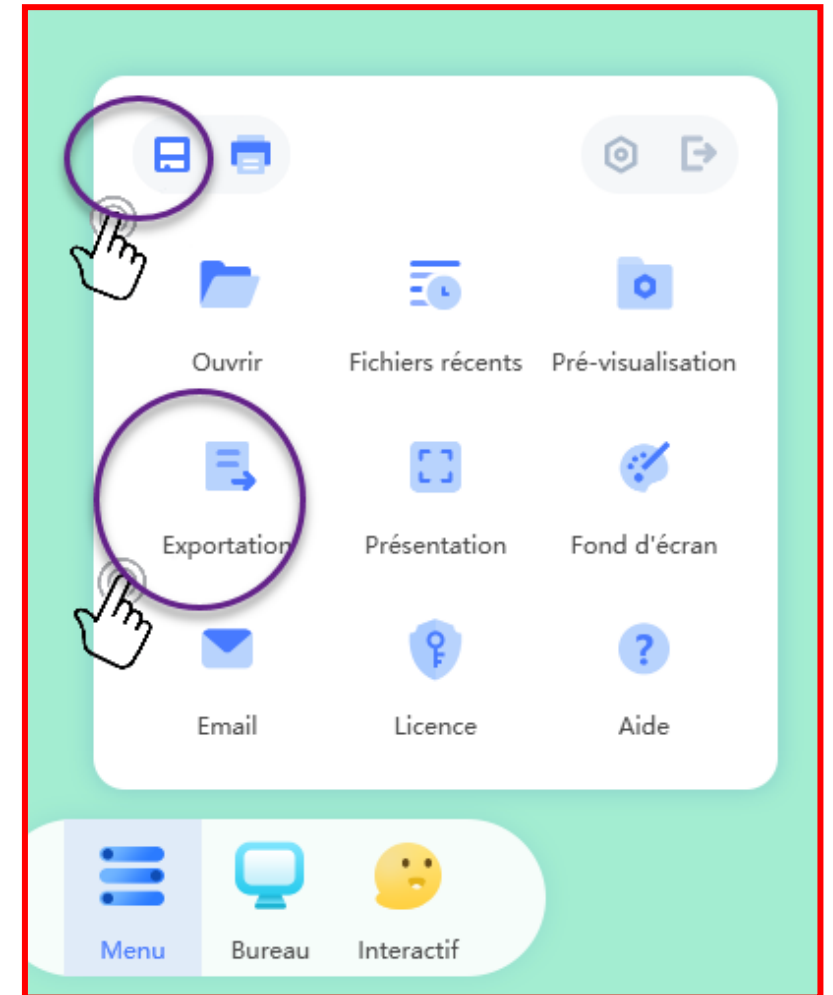 Ouvrir
Fichiers récents
Pré-visualisation
Exportation
Présentation
Fond d'écran
Email
Licence
Aide
Menu
Bureau
Interactif